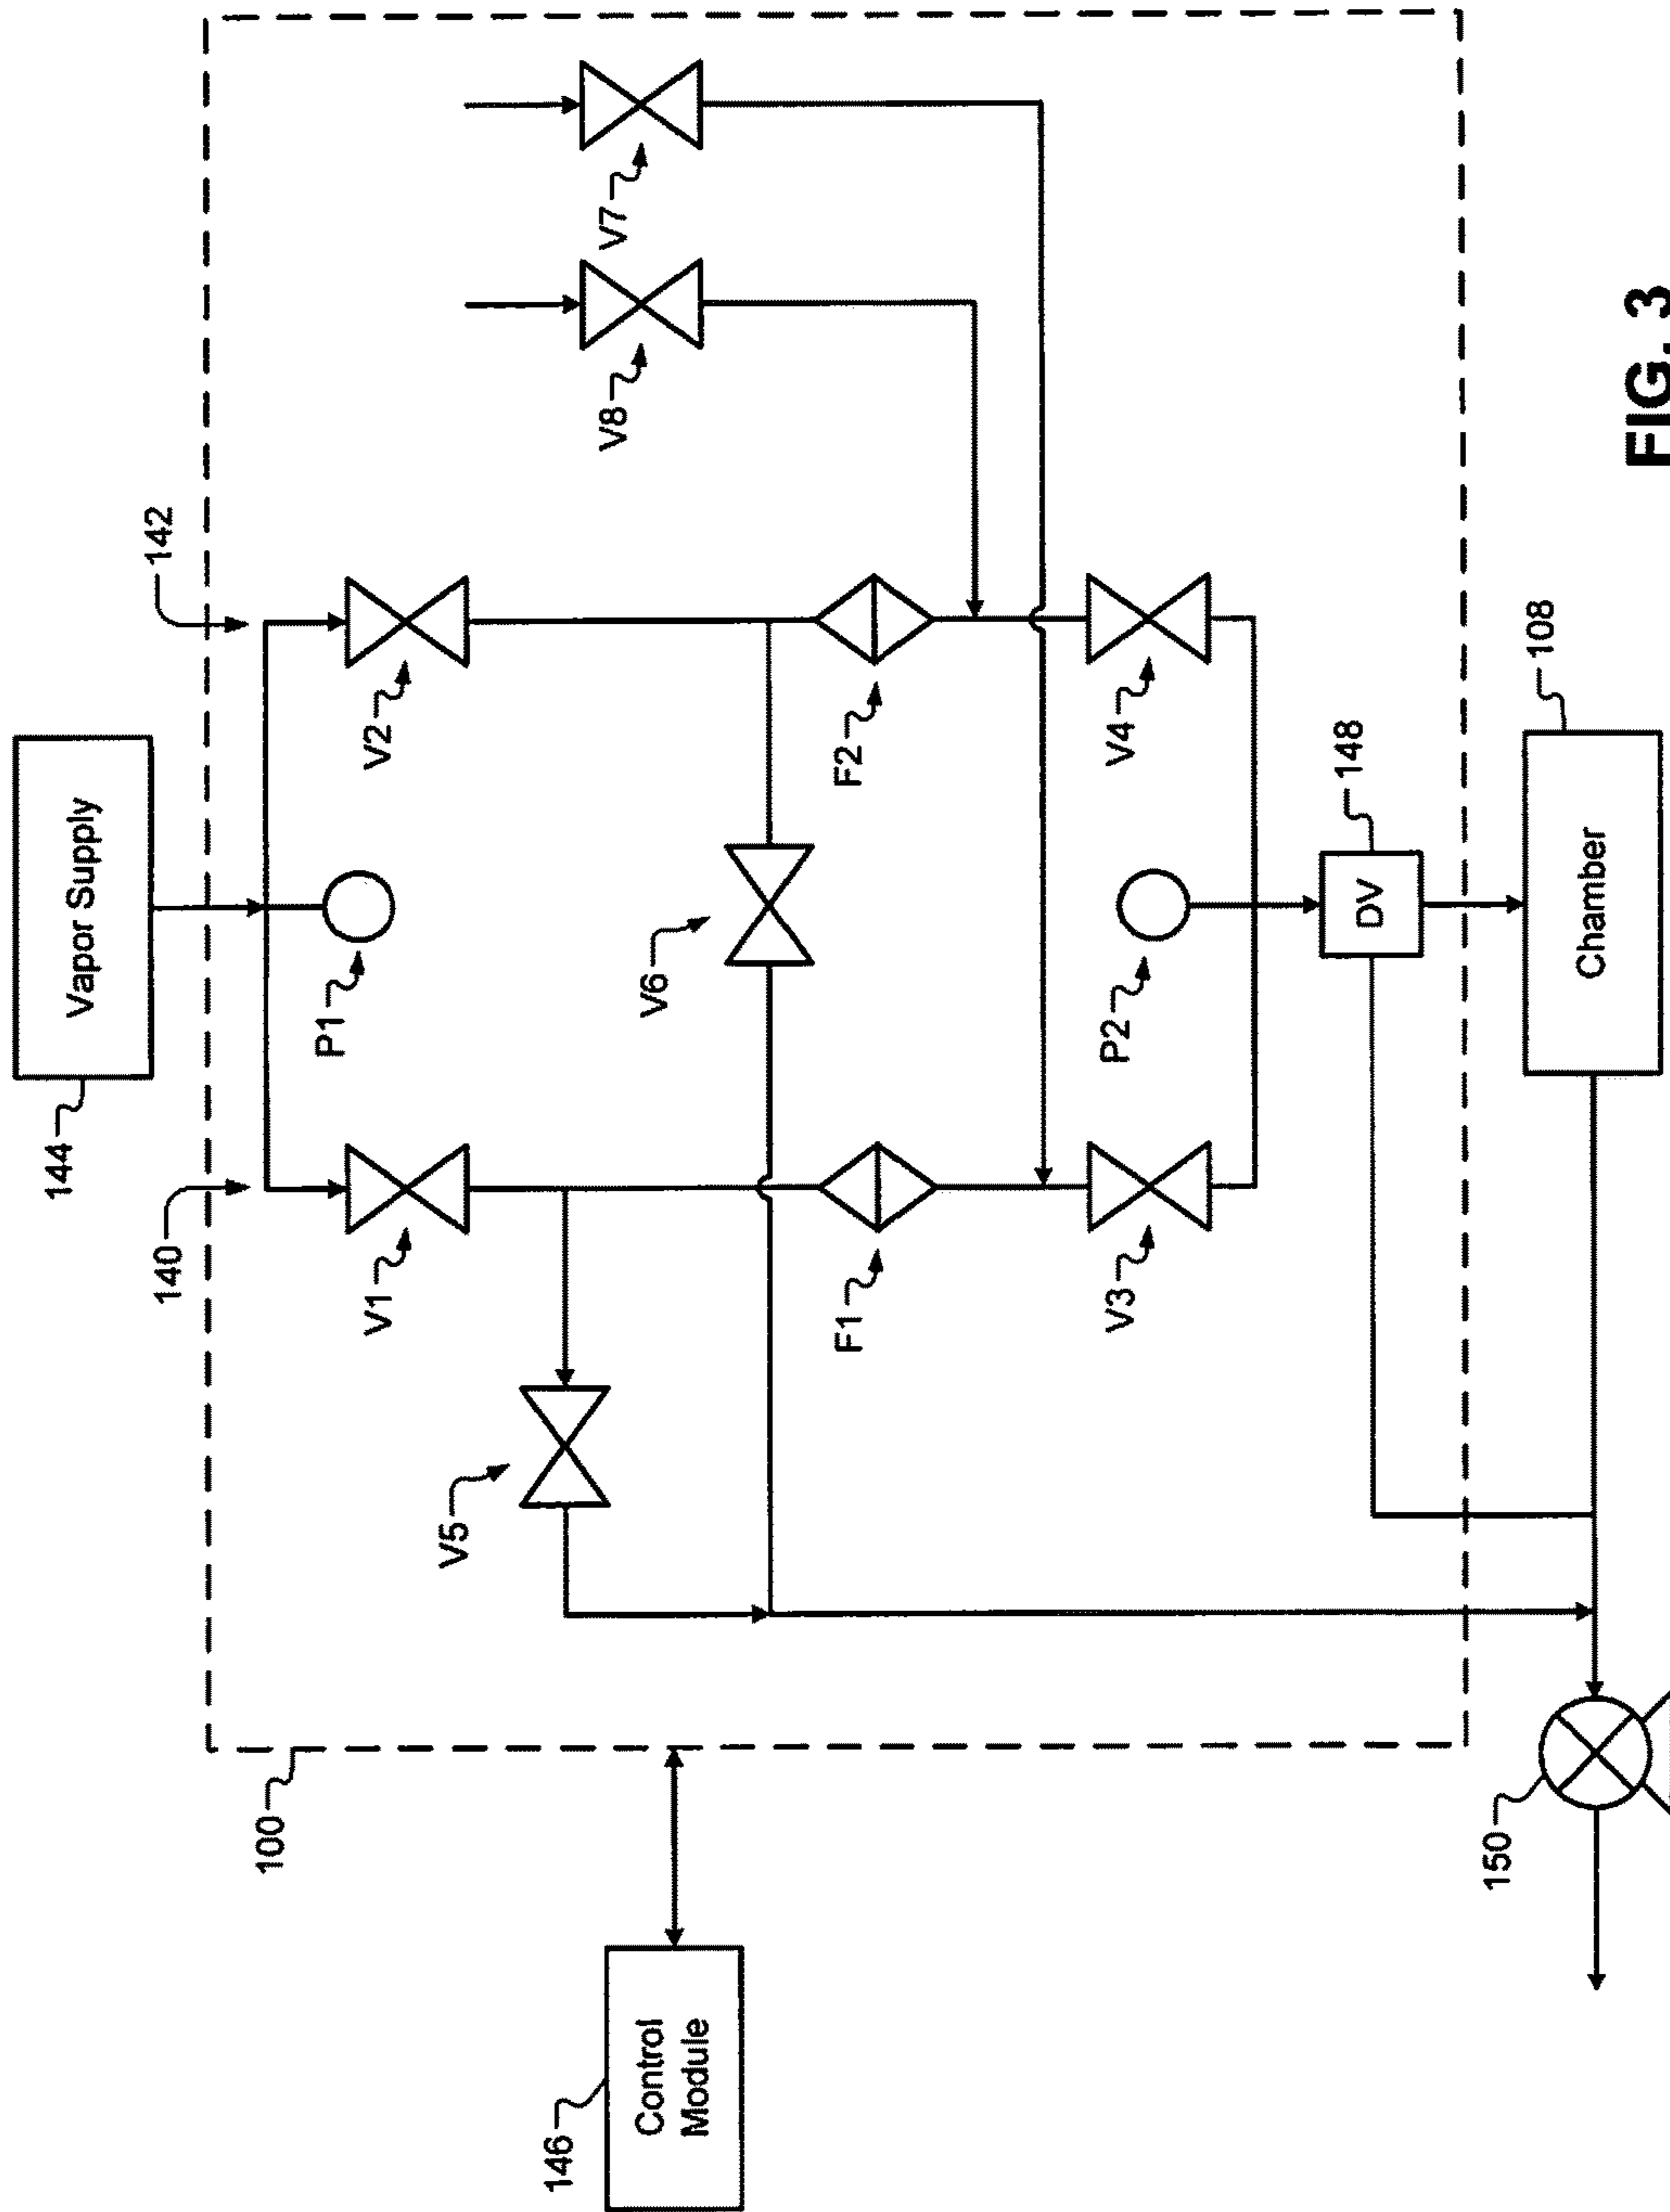 144
Vapor Supply
140
142
P1
V1
V2
V8
V7
100
V5
V6
146
Control
Module
F1
F2
V3
P2
V4
DV
148
150
Chamber
108
FIG. 3